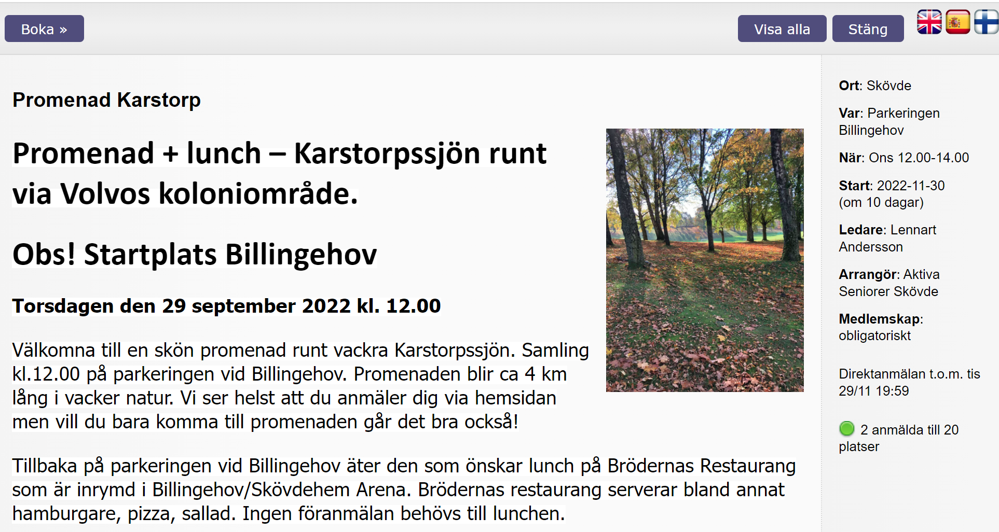 Boka »
Visa alla
Stäng
Promenad Karstorp
Promenad + lunch – Karstorpssjön runt
via Volvos koloniområde.
Obs! Startplats Billingehov
Torsdagen den 29 september 2022 kl. 12.00
Välkomna till en skön promenad runt vackra Karstorpssjön. Samling
kl.12.00 på parkeringen vid Billingehov. Promenaden blir ca 4 km
lång i vacker natur. Vi ser helst att du anmäler dig via hemsidan
men vill du bara komma till promenaden går det bra också!
Tillbaka på parkeringen vid Billingehov äter den som önskar lunch på Brödernas Restaurang
som är inrymd i Billingehov/Skövdehem Arena. Brödernas restaurang serverar bland annat
hamburgare, pizza, sallad. Ingen föranmälan behövs till lunchen.
Ort: Skövde
Var: Parkeringen
Billingehov
När: Ons 12.00-14.00
Start: 2022-11-30
(om 10 dagar)
Ledare: Lennart
Andersson
Arrangör: Aktiva
Seniorer Skövde
Medlemskap:
obligatoriskt
Direktanmälan t.o.m. tis
29/11 19:59
2 anmälda till 20
platser